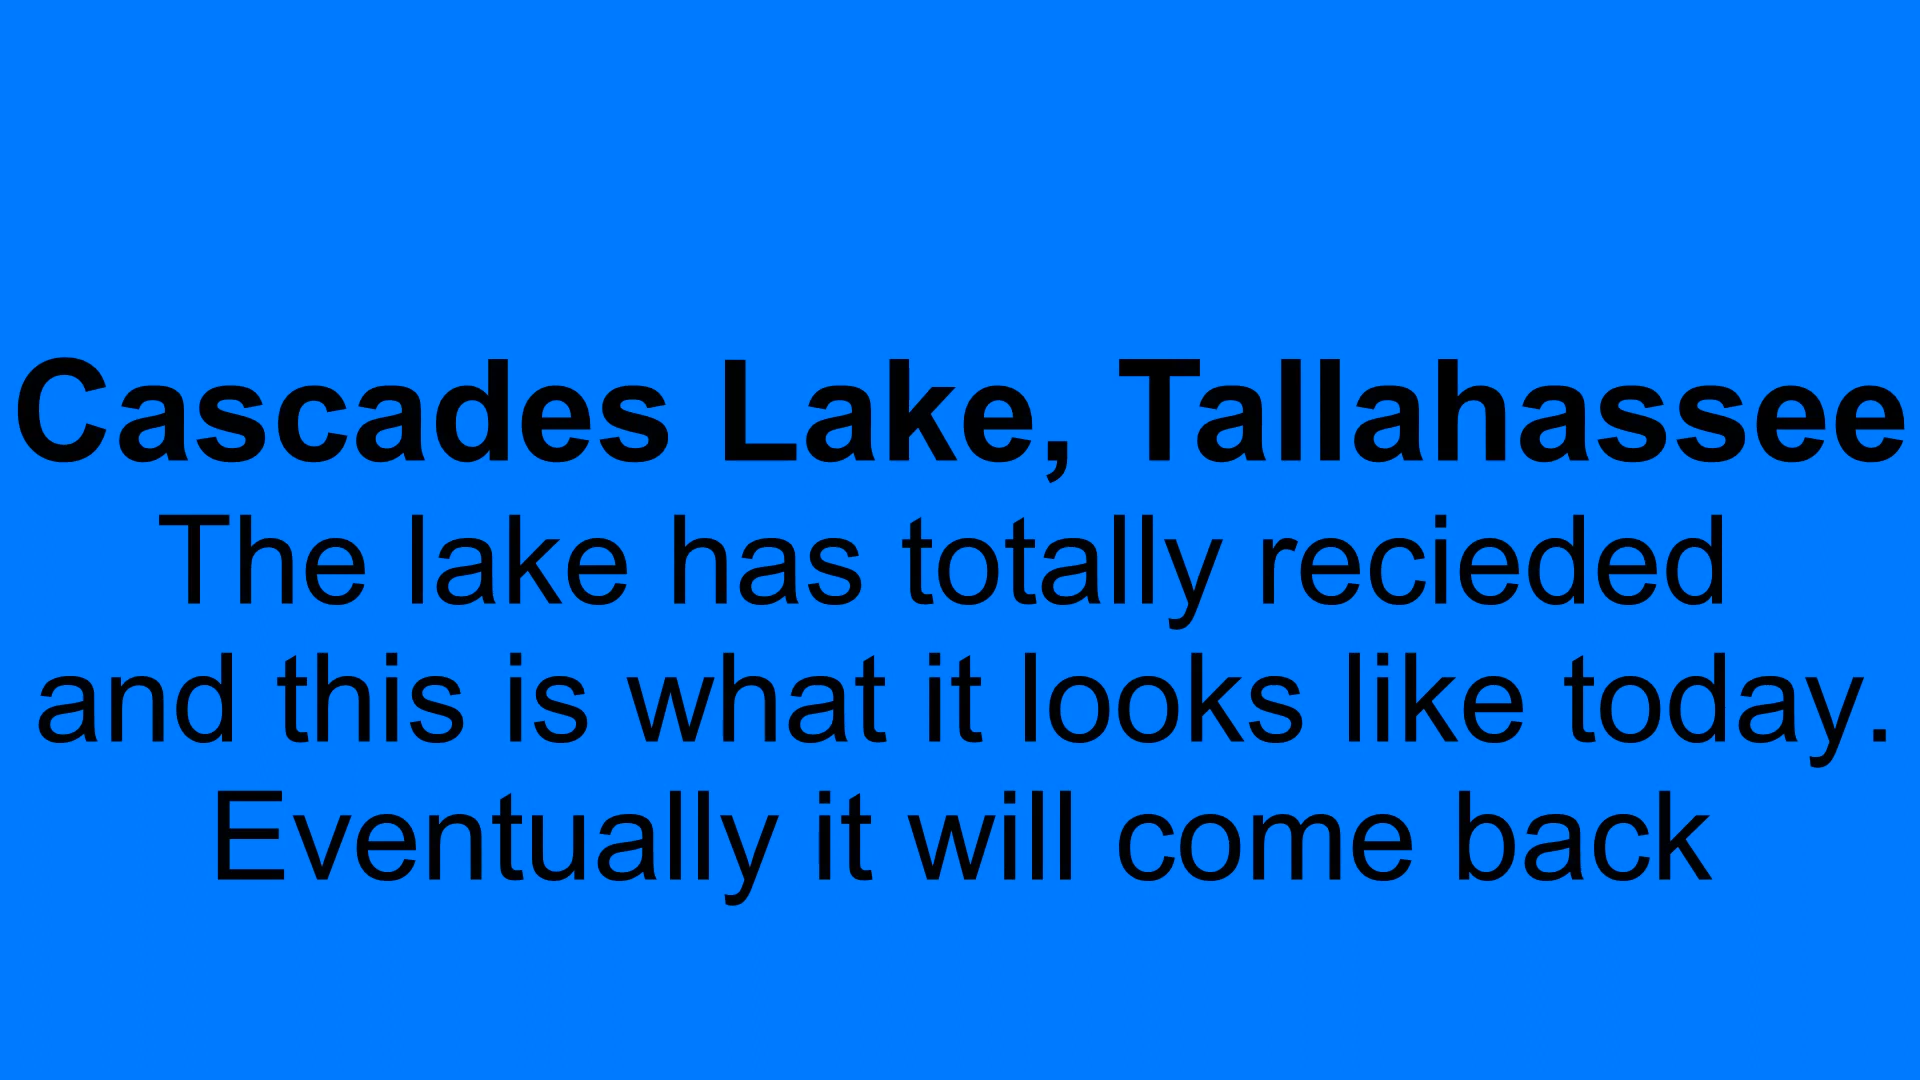 Cascades Lake, Tallahassee
The lake has totally recieded
and this is what it looks like today.
Eventually it will come back